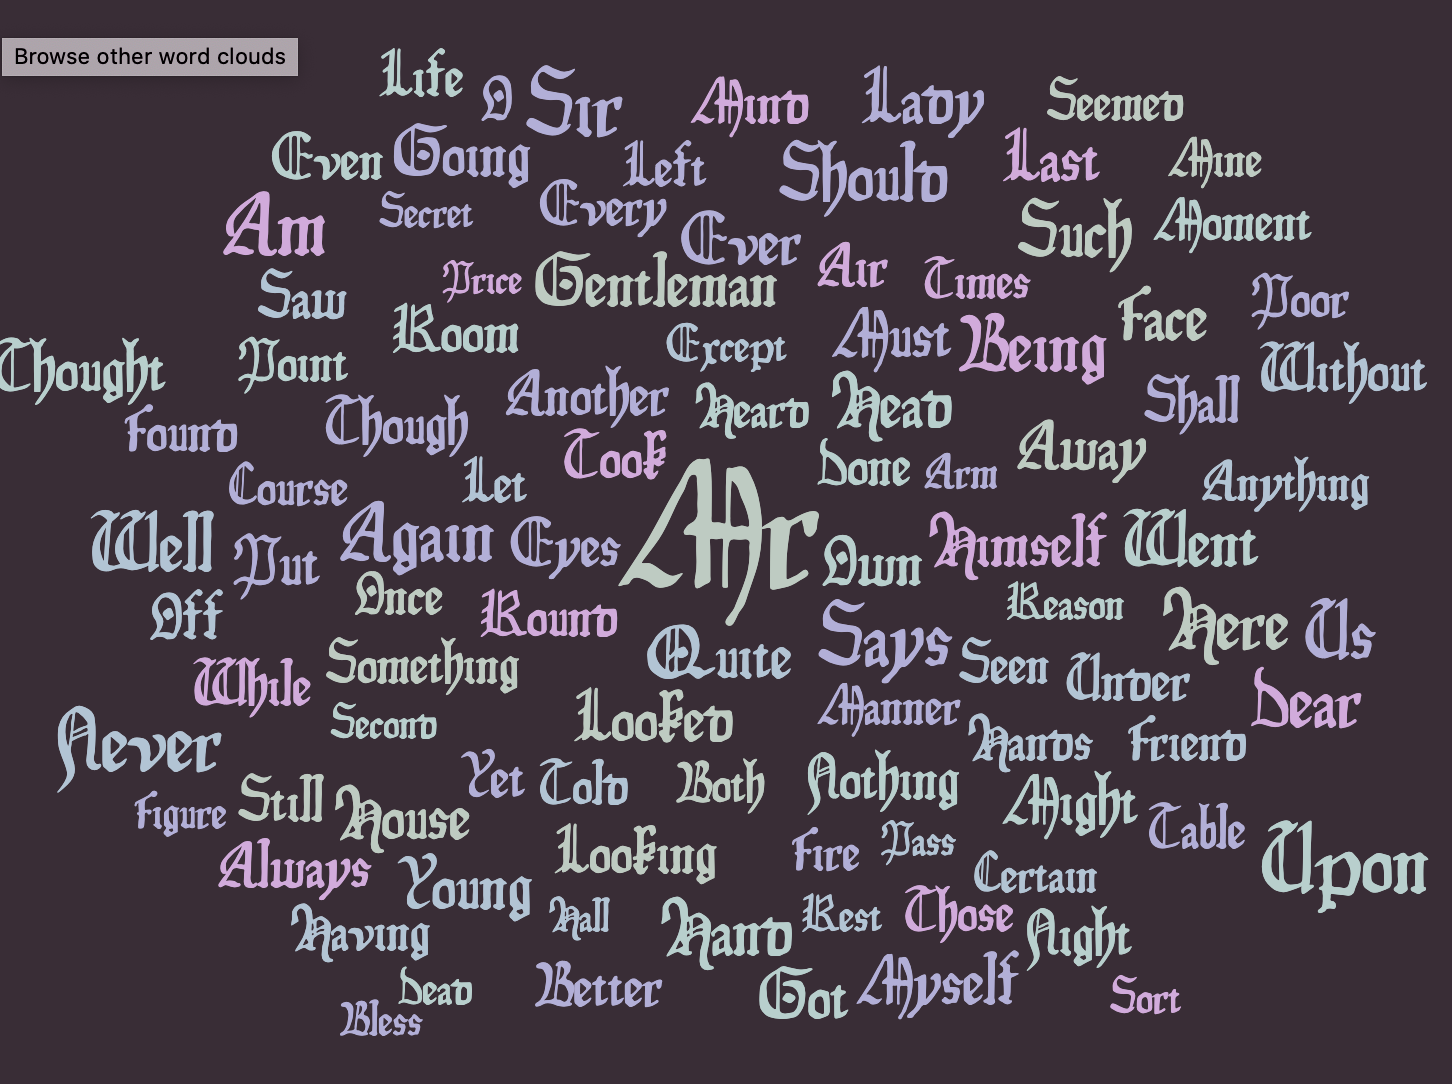 Browse other word clouds
Life
O
Sir
Mind
Lady
Seemed
Even
Going
Left
Should
Last
Mine
Am
Secret
Every
Ever
Such
Moment
Saw
Price
Gentleman
Air
Times
Face
Poor
Thought
Point
Room
Except
Must
Being
Without
Found
Though
Another
Heard
Head
Shall
Course
Let
Took
Done
Arm
Away
Anything
Well
Put
Again
Eyes
Mr
Own
Himself
Went
Off
Once
Round
Reason
Here
Us
While
Something
Quite
Says
Seen
Under
Second
Looked
Manner
Dear
Never
Hands
Friend
Figure
Still
House
Yet
Told
Both
Nothing
Might
Table
Always
Young
Looking
Fire
Pass
Certain
Upon
Having
Hall
Hand
Rest
Those
Night
Dead
Bless
Better
Got
Myself
Sort